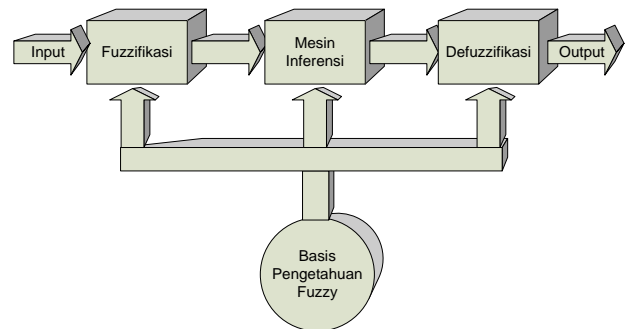 Input
Fuzzifikasi
Mesin
Inferensi
Defuzzifikasi
Output
Basis
Pengetahuan
Fuzzy